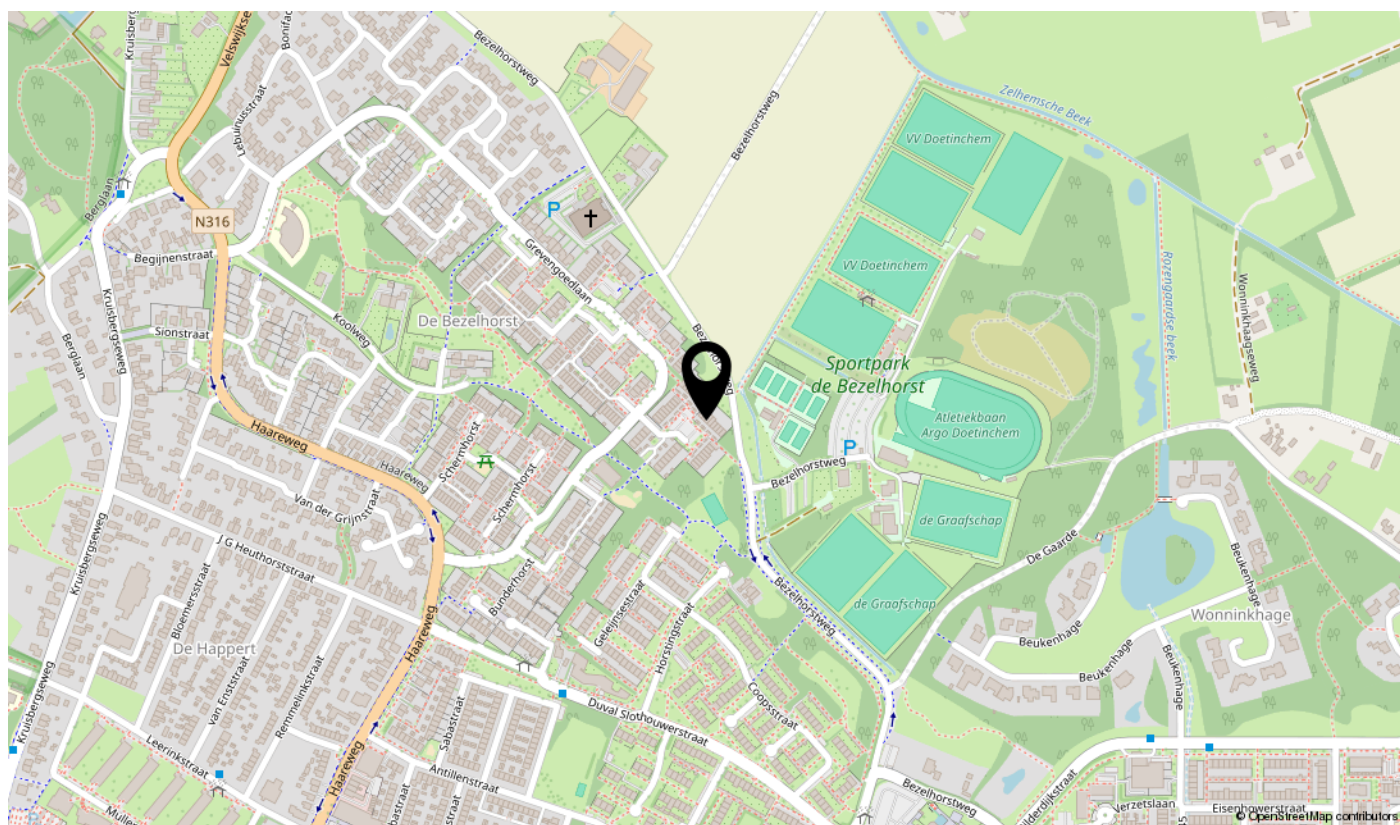 Kruisberg
Velswijkse
Bonifac
Bezelhorstweg
Lebuinusstraat
Zelhemsche Beek
VV Doetinchem
Bezelhorstweg
Berglaan
N316
P
Grevengoedlaan
Begijnenstraat
VV Doetinchem
Rozengaardse beek
Wonninkhaagseweg
Kruisbergseweg
Koolweg
De Bezelhorst
Sionstraat
Berglaan
Sportpark
de Bezelhorst
Atletiekbaan
Argo Doetinchem
P
Haareweg
Haareweg
Schermhorst
Schermhorst
Bezelhorstweg
Van der Grijnstraat
de Graafschap
De Gaarde
J G Heuthorststraat
Kruisbergseweg
Bloemersstraat
Bunderhorst
Geleijnsestraat
Bezelhorstweg
de Graafschap
Beukenhage
Wonninkhage
Beukenhage
Beukenhage
Beukenhage
De Happert
Haareweg
Horstingstraat
van Enststraat
Remmelinkstraat
Kruisbergseweg
Sabastraat
Duval Slothouwerstraat
Coopsstraat
Leerinkstraat
Haareweg
Antillenstraat
Bezelhorstweg
Verzetslaan
Eisenhowerstraat
© OpenStreetMap contributors